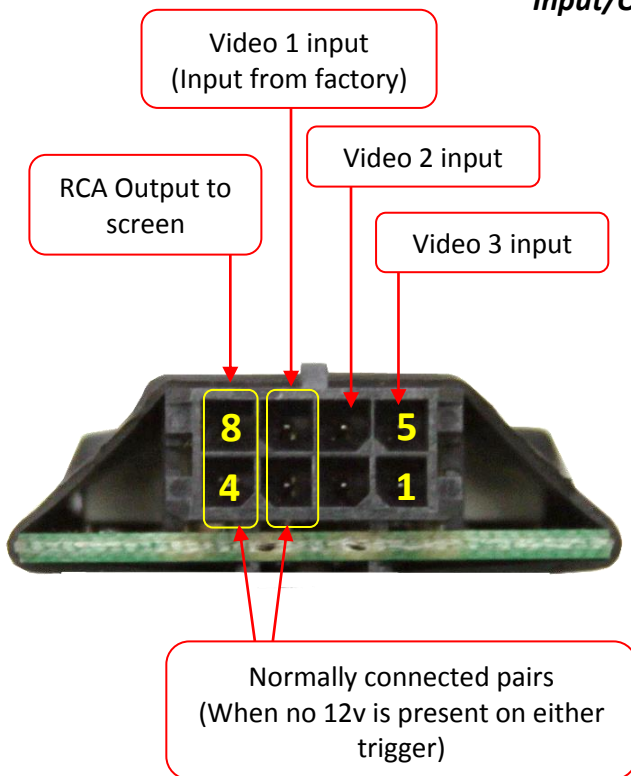 Input/O
Video 1 input
(Input from factory)
Video 2 input
RCA Output to
screen
Video 3 input
8
5
4
1
Normally connected pairs
(When no 12v is present on either
trigger)